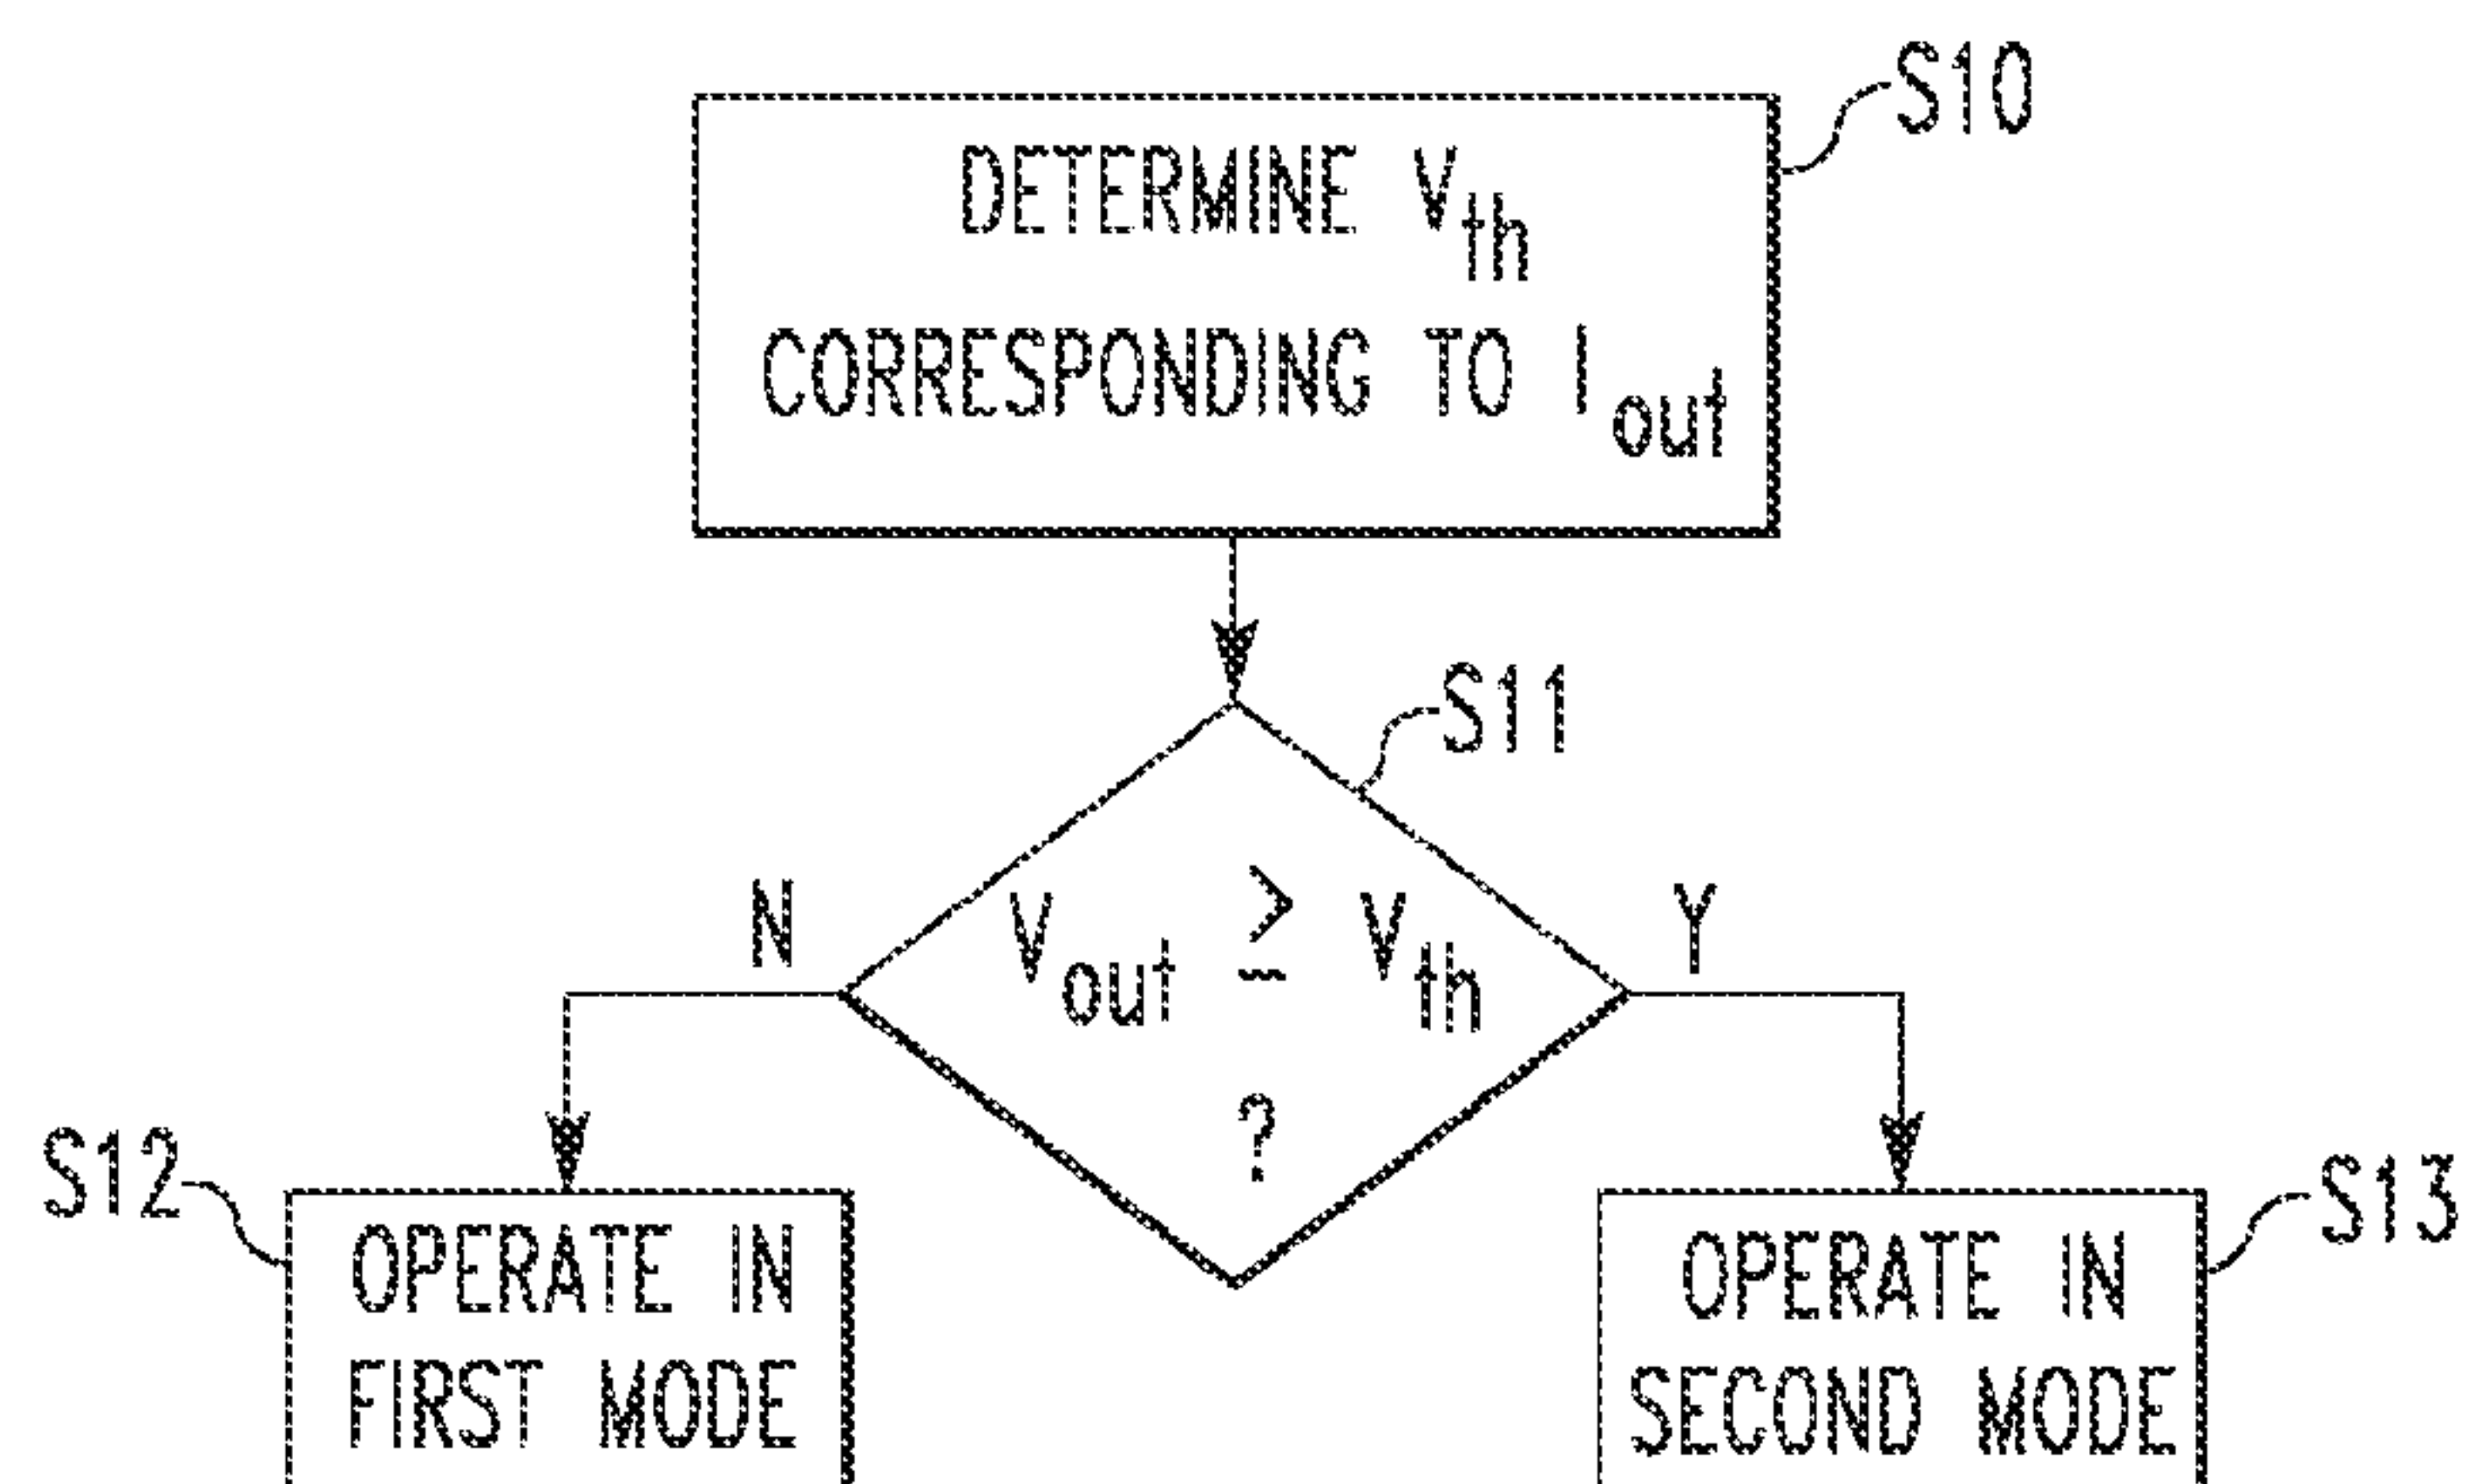 S10
DETERMINE Vth
CORRESPONDING TO Iout
S11
N
Vout ≥ Vth
Y
?
S12
S13
OPERATE IN
FIRST MODE
OPERATE IN
SECOND MODE